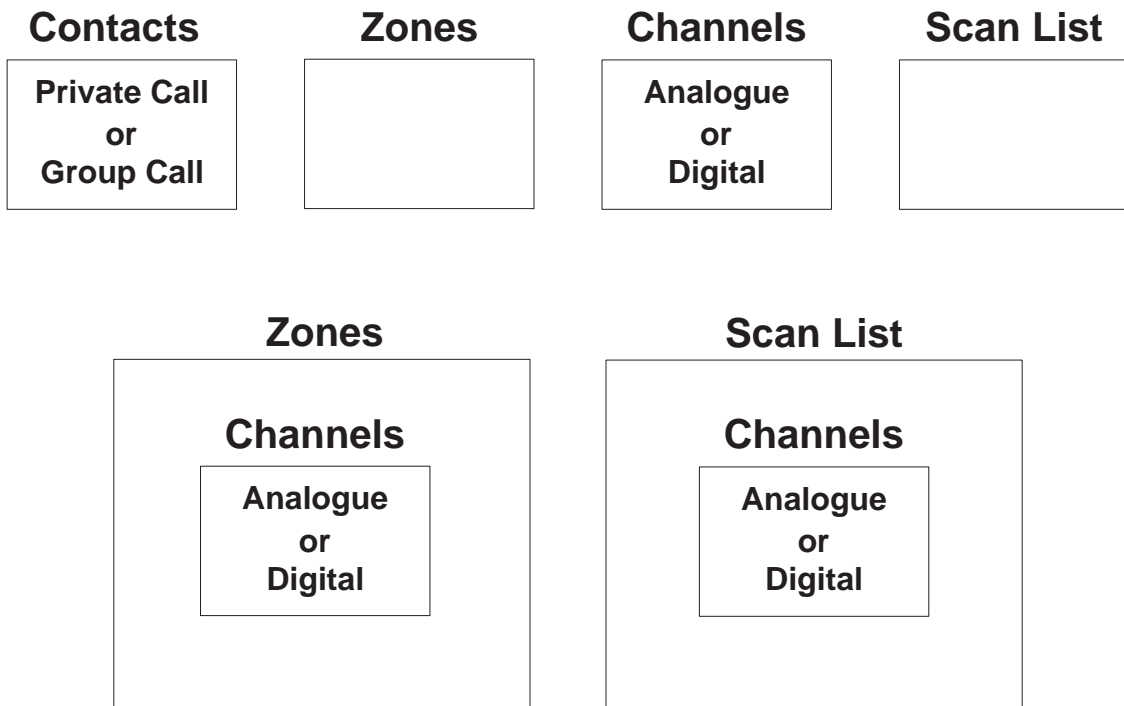 Contacts
Zones
Channels
Scan List
Private Call
or
Group Call
Analogue
or
Digital
Zones
Scan List
Channels
Analogue
or
Digital
Channels
Analogue
or
Digital